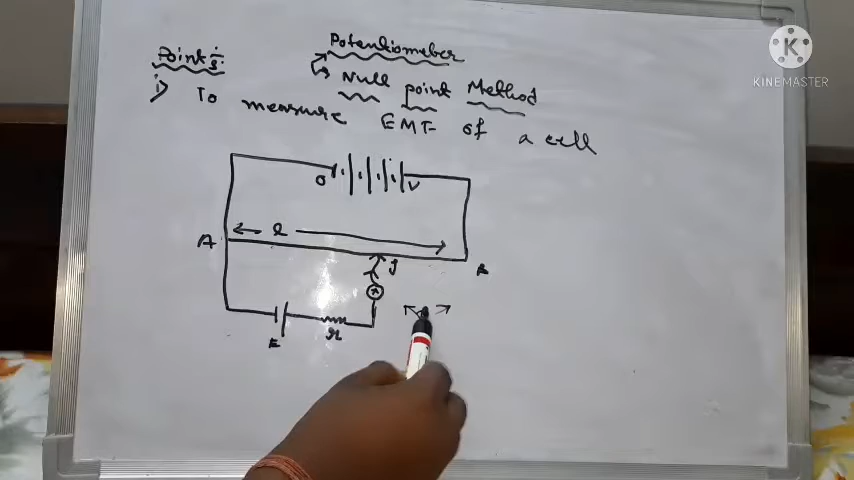 Potentiometer
Points:
Null point Method
i) To measure EMF of a cell
O V
l
A
J
B
E
r
K
KINEMASTER